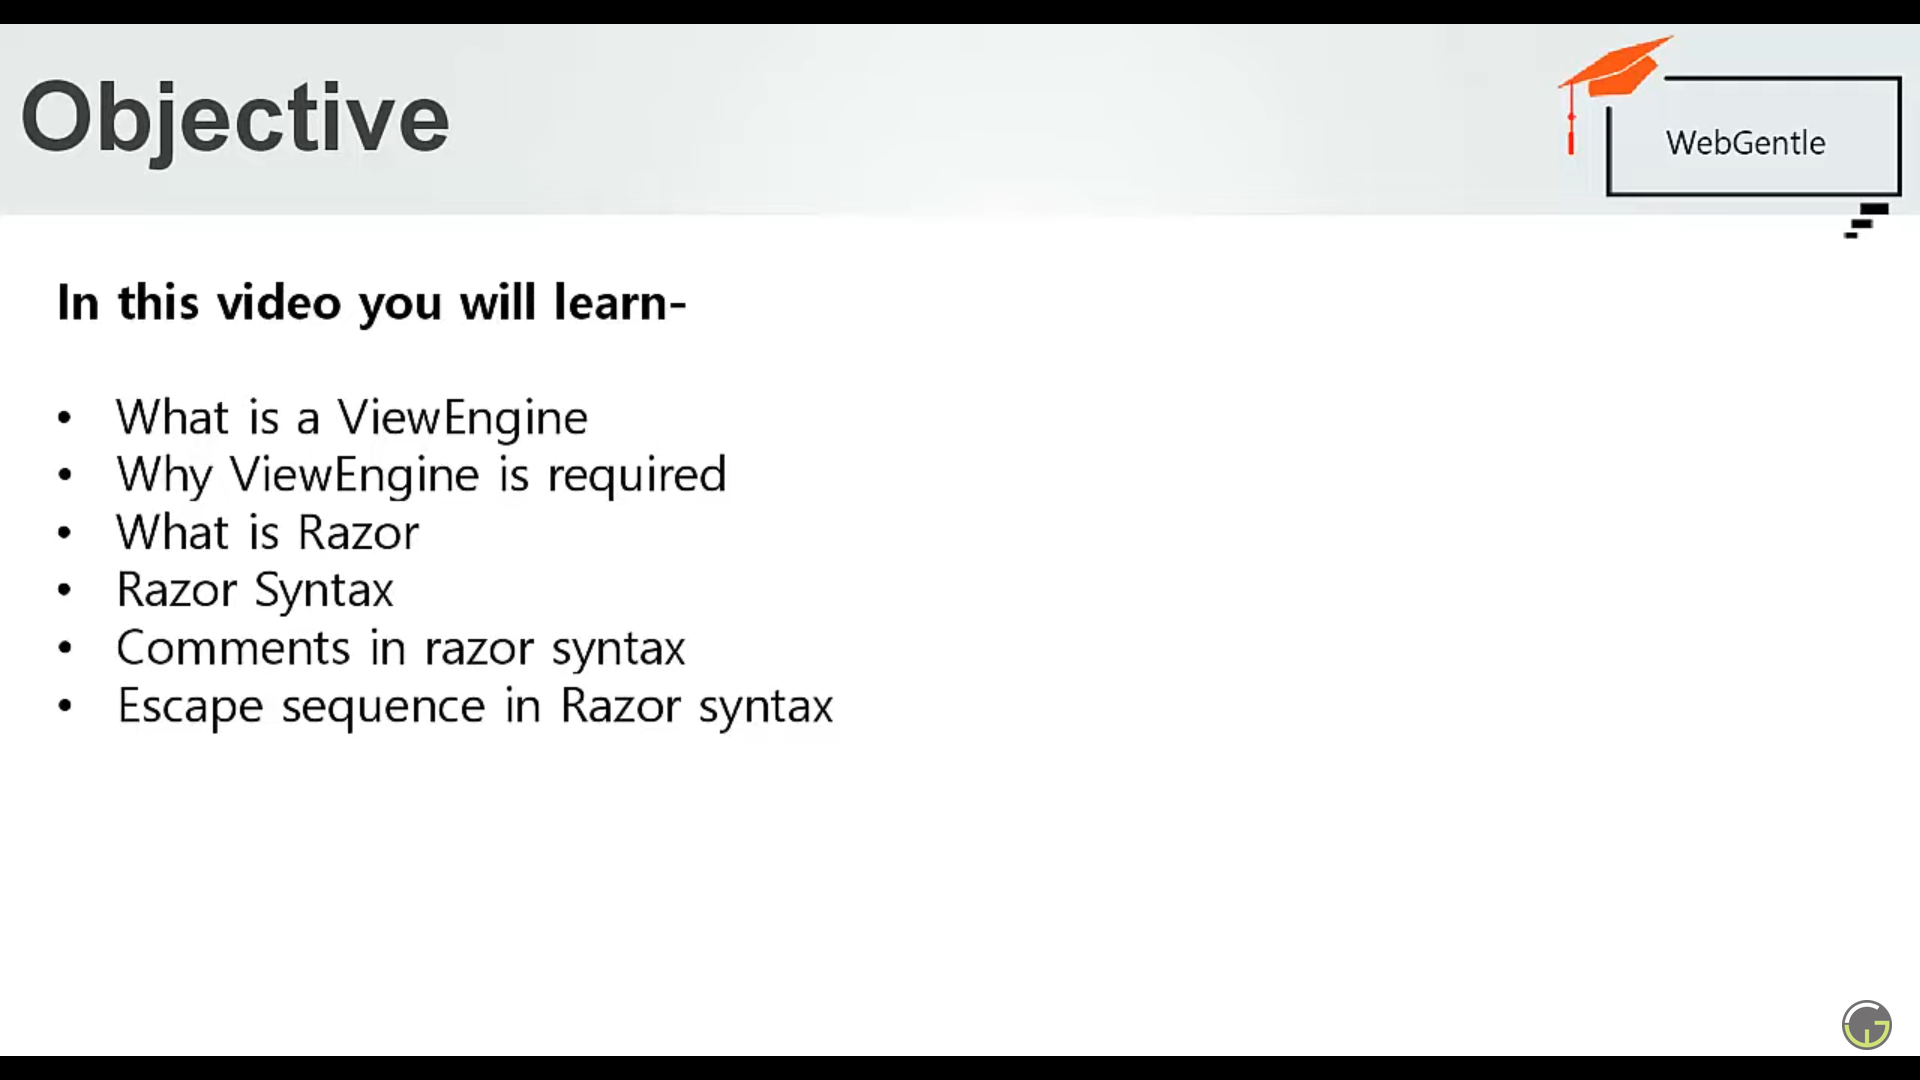 Objective
WebGentle
In this video you will learn-
• What is a ViewEngine
• Why ViewEngine is required
• What is Razor
• Razor Syntax
• Comments in razor syntax
• Escape sequence in Razor syntax